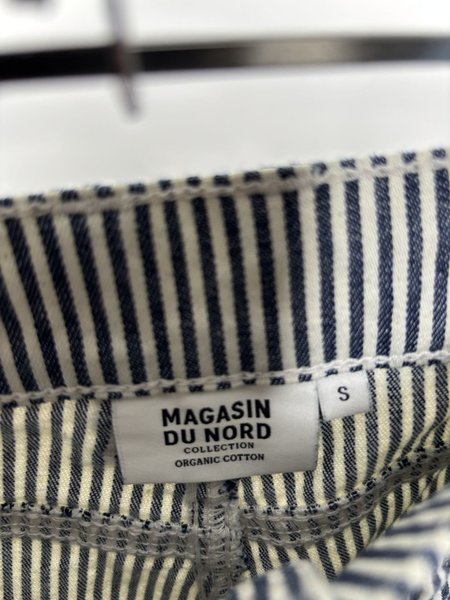 MAGASIN
DU NORD
COLLECTION
ORGANIC COTTON
S